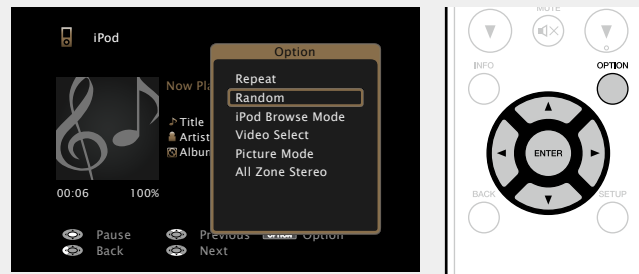 iPod
Option
Now Pla
Repeat
Random
iPod Browse Mode
Video Select
Picture Mode
All Zone Stereo
Title
Artist
Album
00:06 100%
Pause
Previous
OPTION Option
Back
Next
MUTE
INFO
OPTION
ENTER
BACK
SETUP